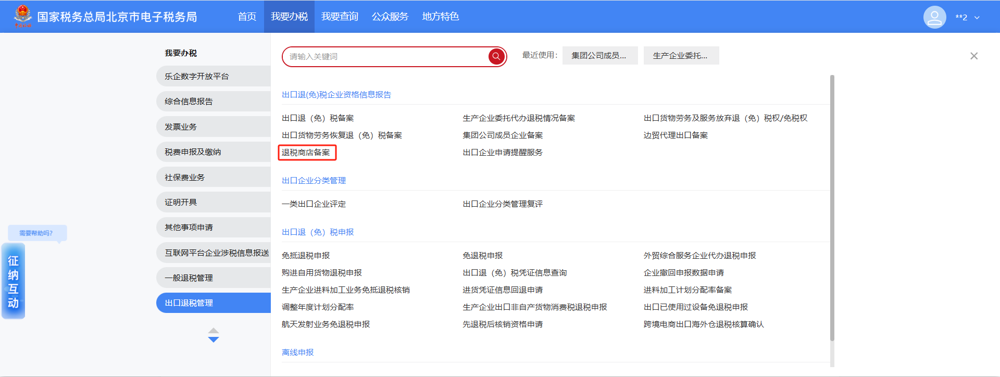 国家税务总局北京市电子税务局
首页 我要办税 我要查询 公众服务 地方特色
**2
我要办税
乐企数字开放平台
综合信息报告
发票业务
税费申报及缴纳
社保费业务
证明开具
其他事项申请
互联网平台企业涉税信息报送
一般退税管理
出口退税管理
需要帮助吗?
征纳互动
请输入关键词
最近使用: 集团公司成员... 生产企业委托...
出口退(免)税企业资格信息报告
出口退（免）税备案 生产企业委托代办退税情况备案 出口货物劳务及服务放弃退（免）税权/免税权
出口货物劳务恢复退（免）税备案 集团公司成员企业备案 边贸代理出口备案
退税商店备案 出口企业申请提醒服务
出口企业分类管理
一类出口企业评定 出口企业分类管理复评
出口退（免）税申报
免抵退税申报 免退税申报 外贸综合服务企业代办退税申报
购进自用货物退税申报 出口退（免）税凭证信息查询 企业撤回申报数据申请
生产企业进料加工业务免抵退税核销 进货凭证信息回退申请 进料加工计划分配率备案
调整年度计划分配率 生产企业出口非自产货物消费税退税申报 出口已使用过设备免退税申报
航天发射业务免退税申报 先退税后核销资格申请 跨境电商出口海外仓退税核算确认
离线申报